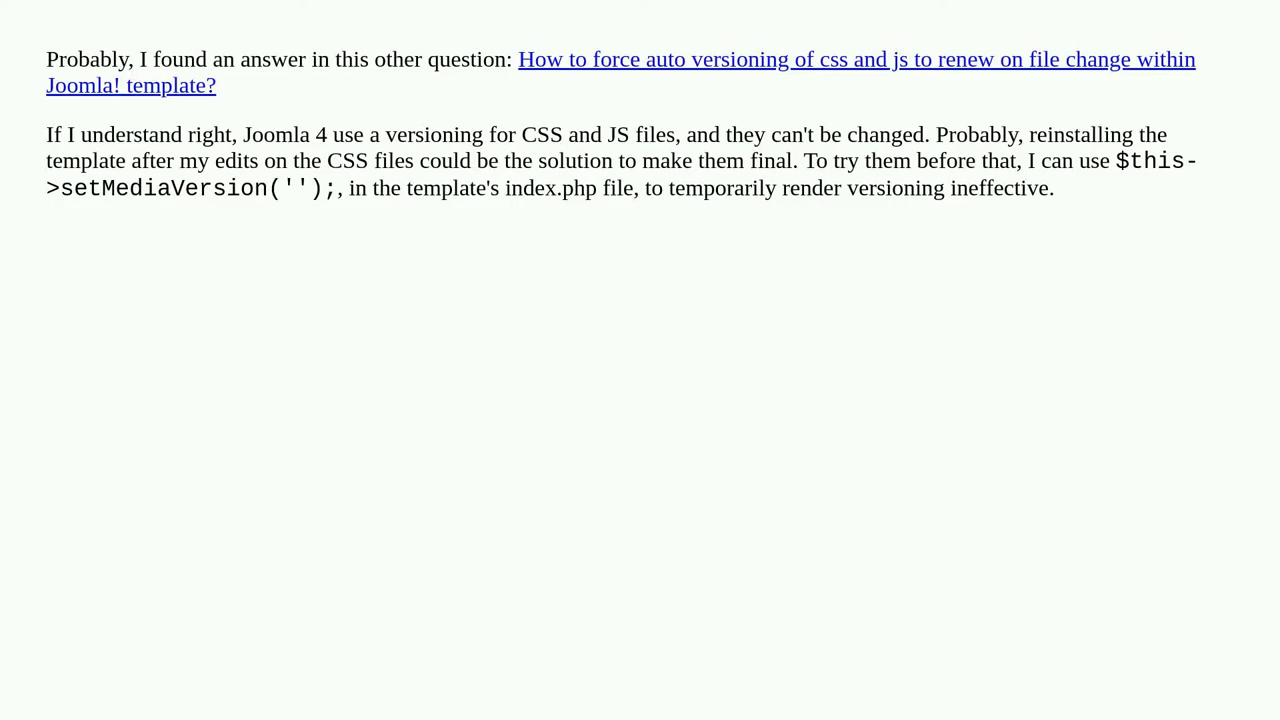 Probably, I found an answer in this other question: How to force auto versioning of css and js to renew on file change within
Joomla! template?
If I understand right, Joomla 4 use a versioning for CSS and JS files, and they can't be changed. Probably, reinstalling the
template after my edits on the CSS files could be the solution to make them final. To try them before that, I can use $this-
>setMediaVersion('');, in the template's index.php file, to temporarily render versioning ineffective.